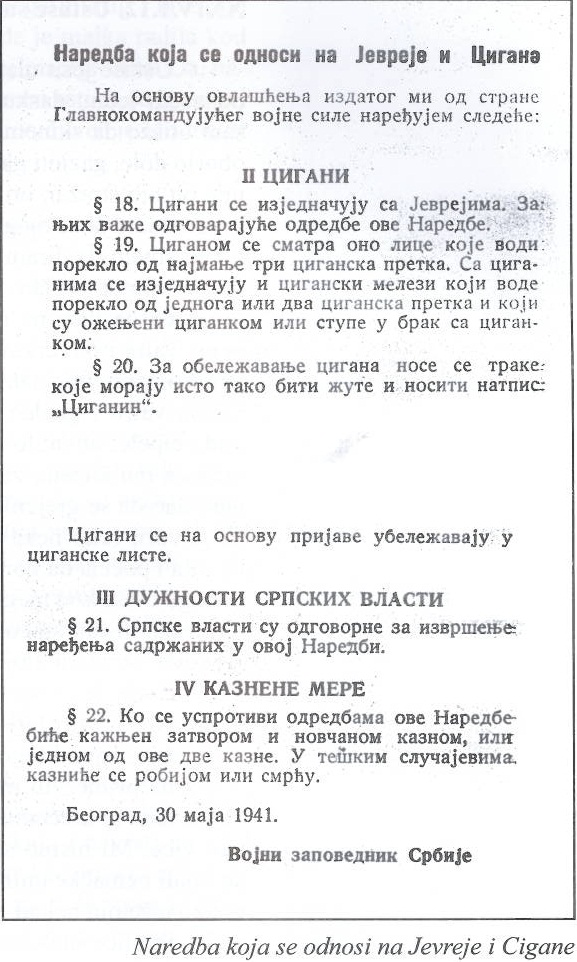 Наредба која се односи на Јевреје и Цигане
На основу овлашћења издатог ми од стране
Главнокомандујућег војне силе наређујем следеће:
II ЦИГАНИ
§ 18. Цигани се изједначују са Јеврејима. За
њих важе одговарајуће одредбе ове Наредбе.
§ 19. Циганом се сматра оно лице које води
порекло од најмање три циганска претка. Са цига-
нима се изједначују и цигански мелези који воде
порекло од једнога или два циганска претка и који
су ожењени циганком или ступе у брак са циган-
ком.
§ 20. За обележавање цигана носе се траке
које морају исто тако бити жуте и носити натпис
„Циганин“.
Цигани се на основу пријаве убележавају у
циганске листе.
III ДУЖНОСТИ СРПСКИХ ВЛАСТИ
§ 21. Српске власти су одговорне за извршење
наређења садржаних у овој Наредби.
IV КАЗНЕНЕ МЕРЕ
§ 22. Ко се успротиви одредбама ове Наредбе
биће кажњен затвором и новчаном казном, или
једном од ове две казне. У тешким случајевима
казниће се робијом или смрћу.
Београд, 30 маја 1941.
Војни заповедник Србије
Naredba koja se odnosi na Jevreje i Cigane